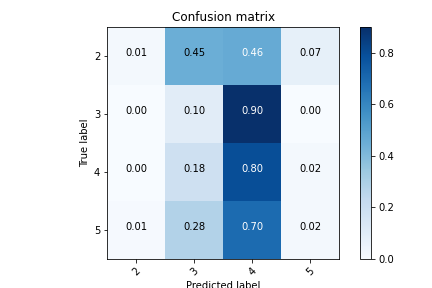 Confusion matrix
2 0.01 0.45 0.46 0.07
3 0.00 0.10 0.90 0.00
4 0.00 0.18 0.80 0.02
5 0.01 0.28 0.70 0.02
2 3 4 5
True label
Predicted label
0.8
0.6
0.4
0.2
0.0